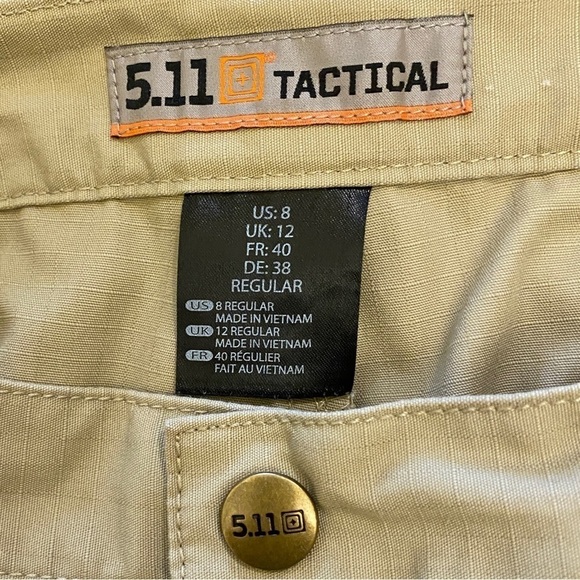 5.11 TACTICAL
US: 8
UK: 12
FR: 40
DE: 38
REGULAR
US 8 REGULAR
MADE IN VIETNAM
UK 12 REGULAR
MADE IN VIETNAM
FR 40 RÉGULIER
FAIT AU VIETNAM
5.11